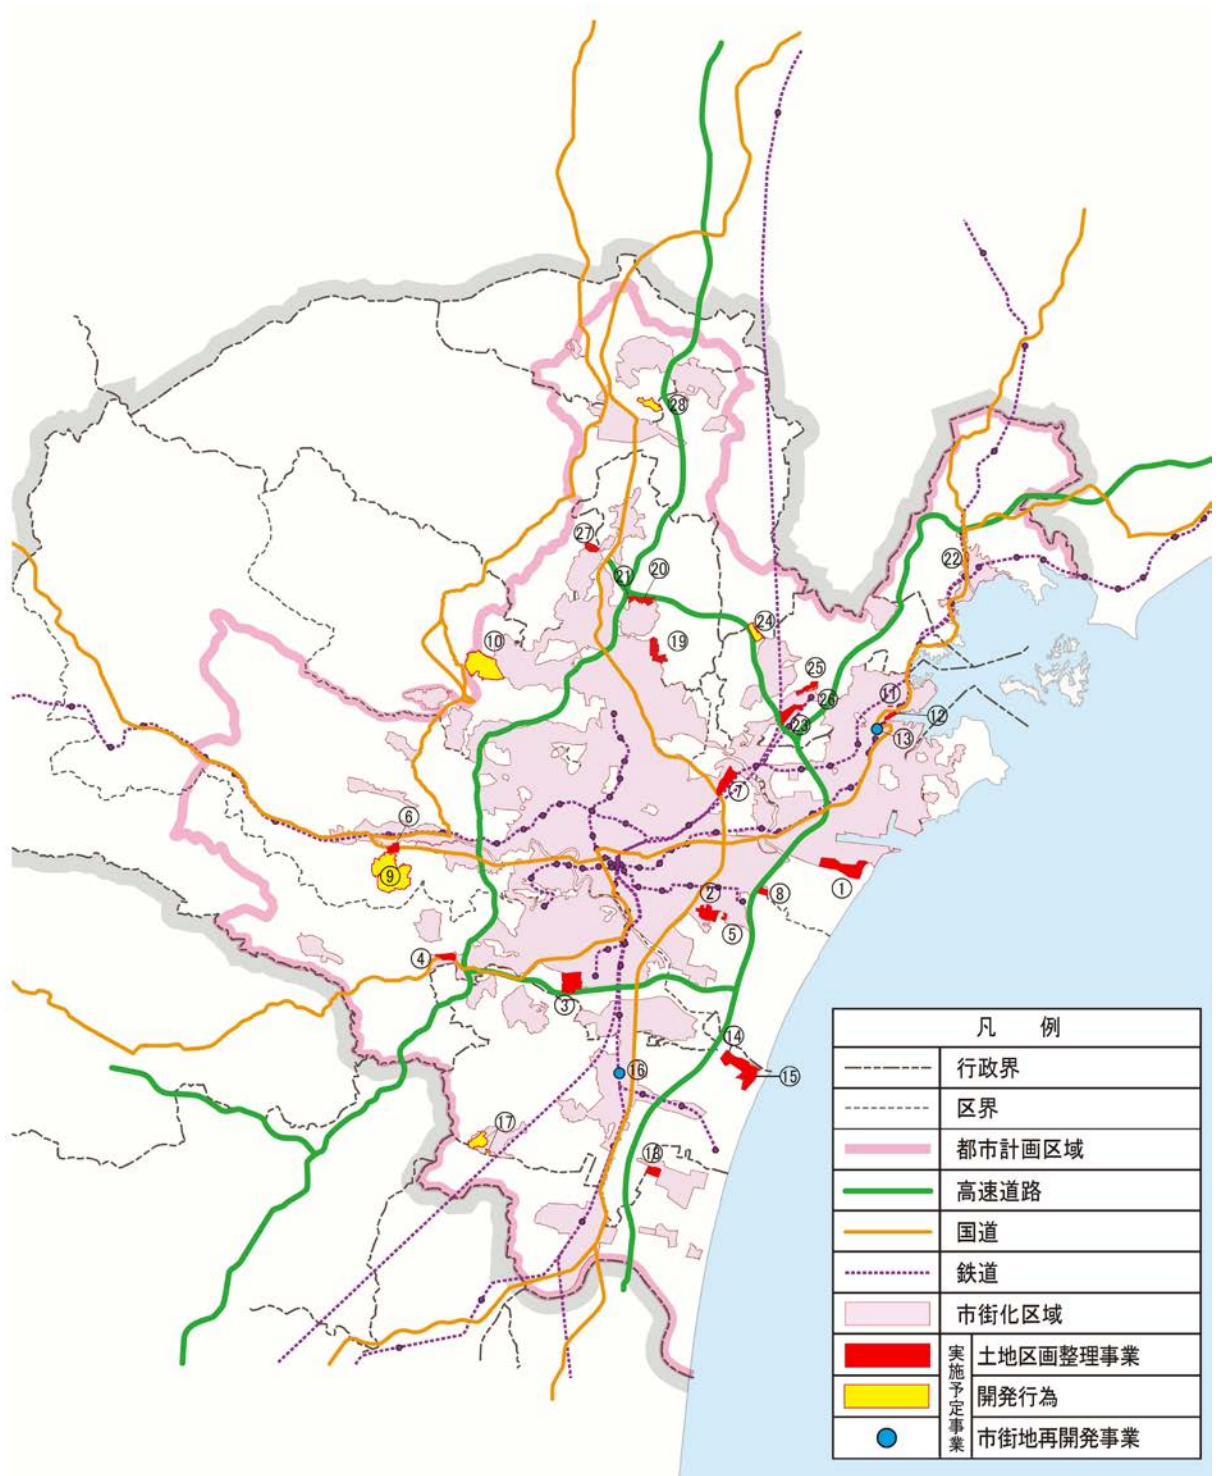 ㉘
㉗
㉒
㉑
⑳
㉔
⑩
⑲
㉕
⑪
㉖
⑫
㉓
⑬
⑦
⑥
⑨
①
②
⑧
⑤
④
③
⑭
⑯
⑮
⑰
⑱
凡 例
行政界
区界
都市計画区域
高速道路
国道
鉄道
市街化区域
実施予定事業
土地区画整理事業
開発行為
市街地再開発事業